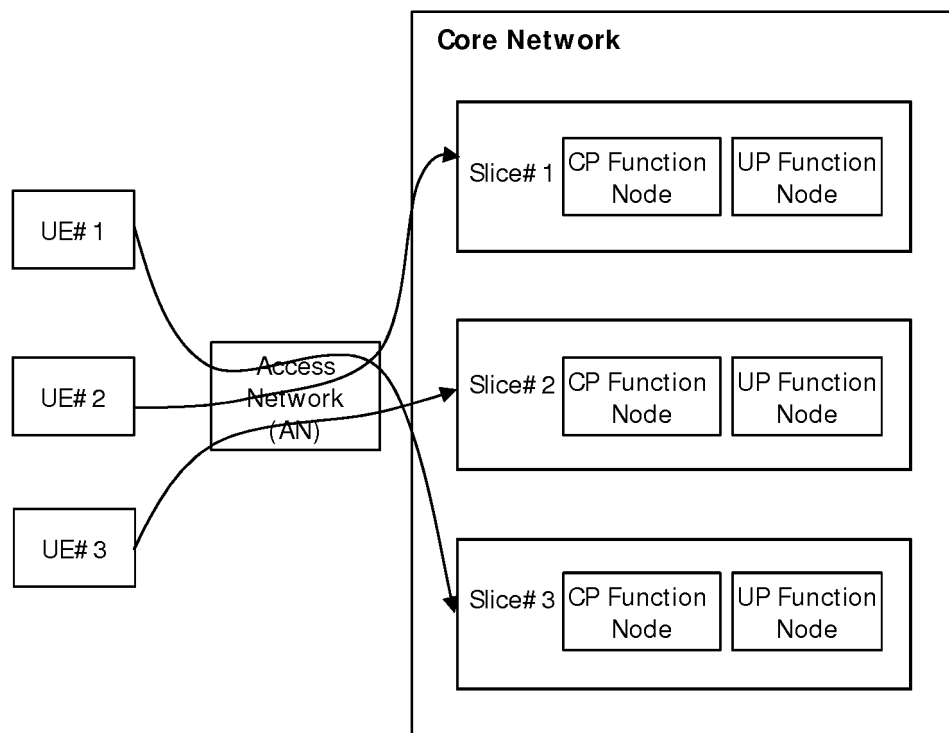 Core Network
Slice# 1
CP Function
Node
UP Function
Node
UE# 1
Access
Network
(AN)
UE# 2
Slice# 2
CP Function
Node
UP Function
Node
UE# 3
Slice# 3
CP Function
Node
UP Function
Node